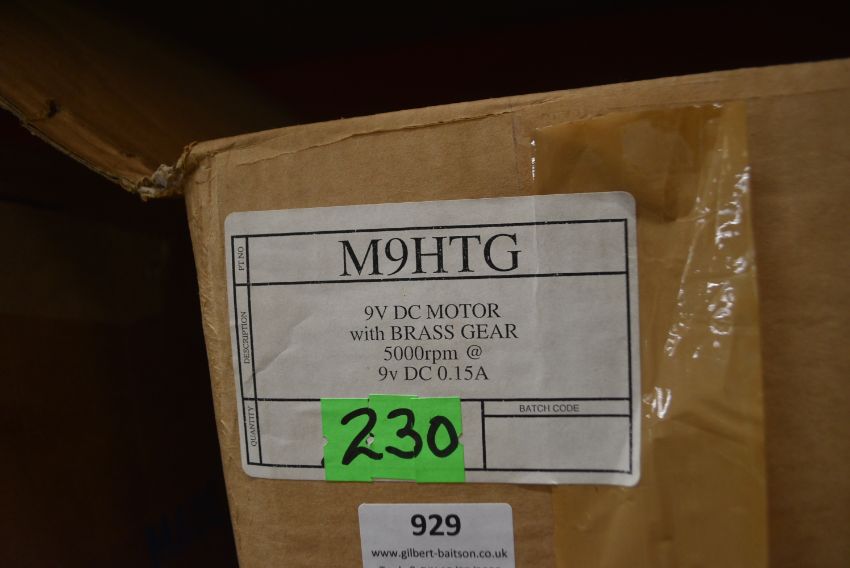 PT NO
M9HTG
DESCRIPTION
9V DC MOTOR
with BRASS GEAR
5000rpm @
9v DC 0.15A
QUANTITY
230
BATCH CODE
929
www.gilbert-baitson.co.uk